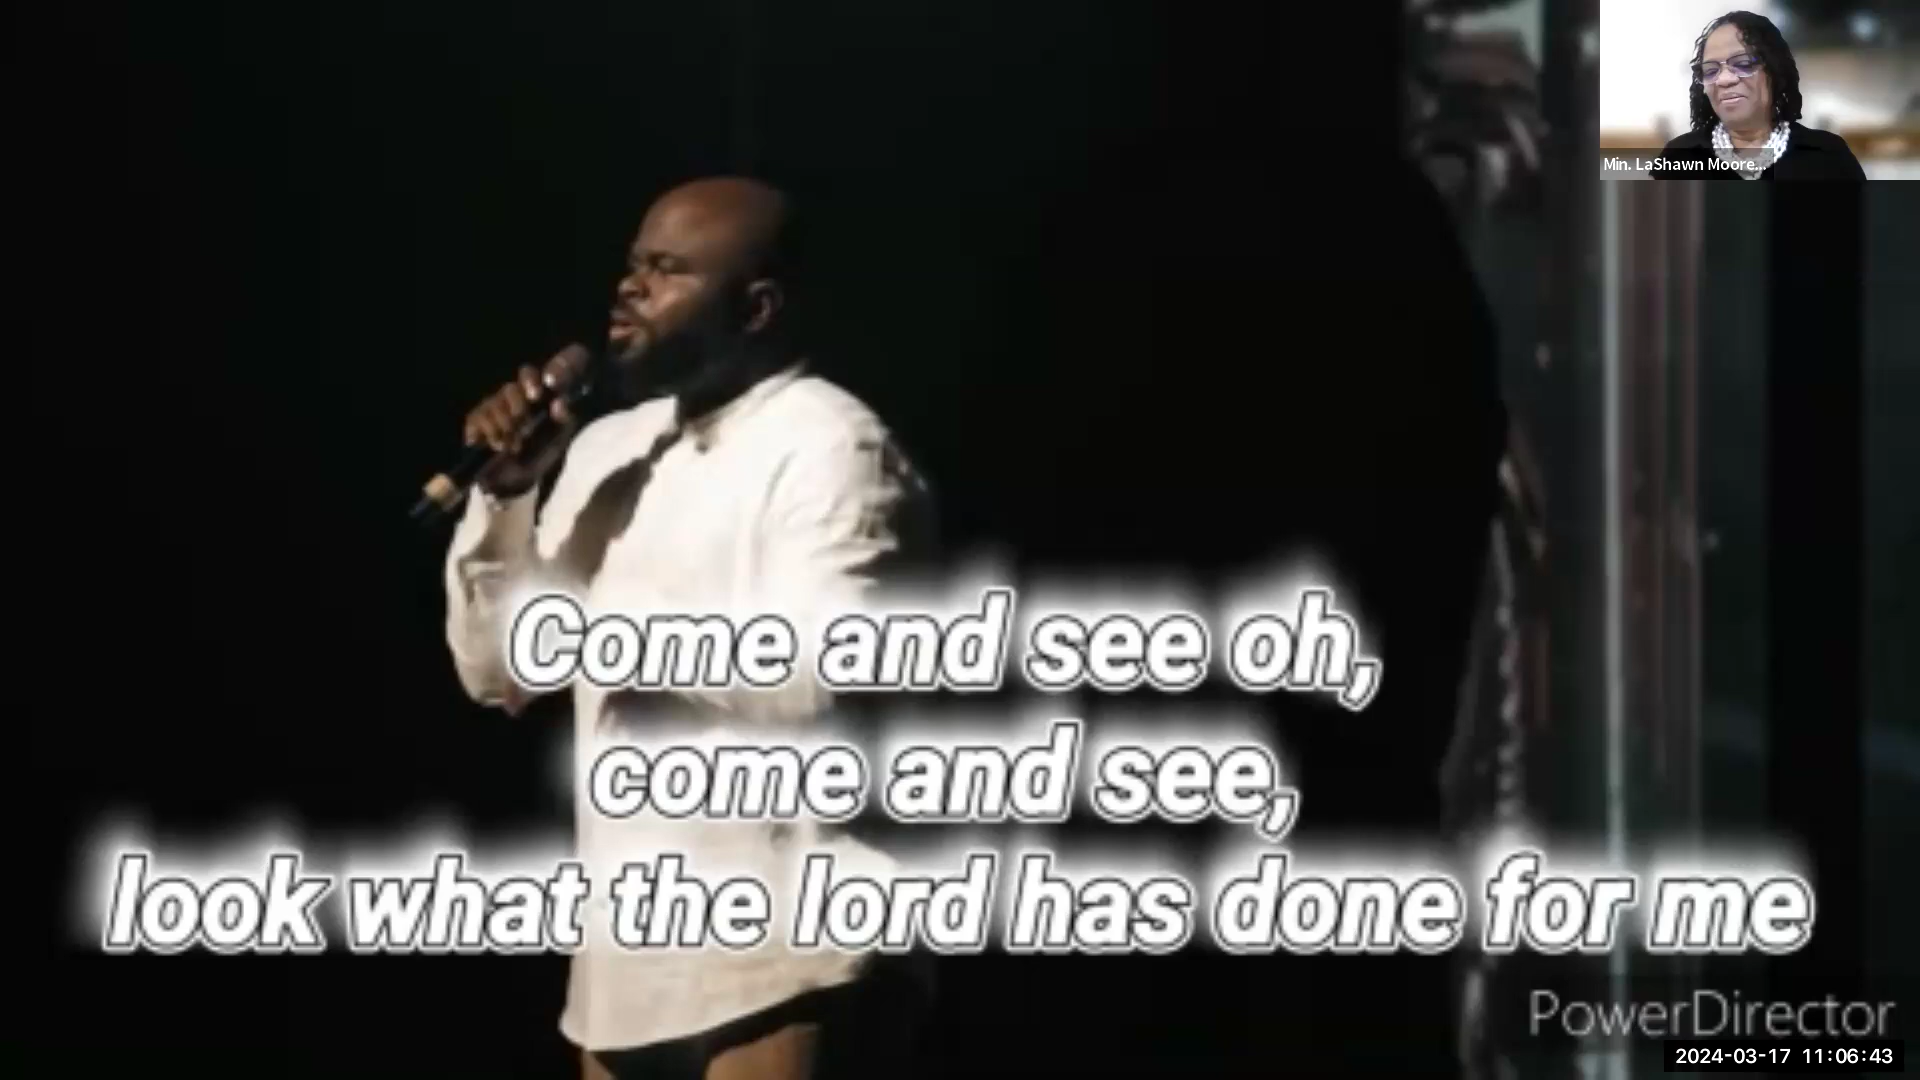 Min. LaShawn Moore...
Come and see oh,
come and see,
look what the lord has done for me
PowerDirector
2024-03-17 11:06:43